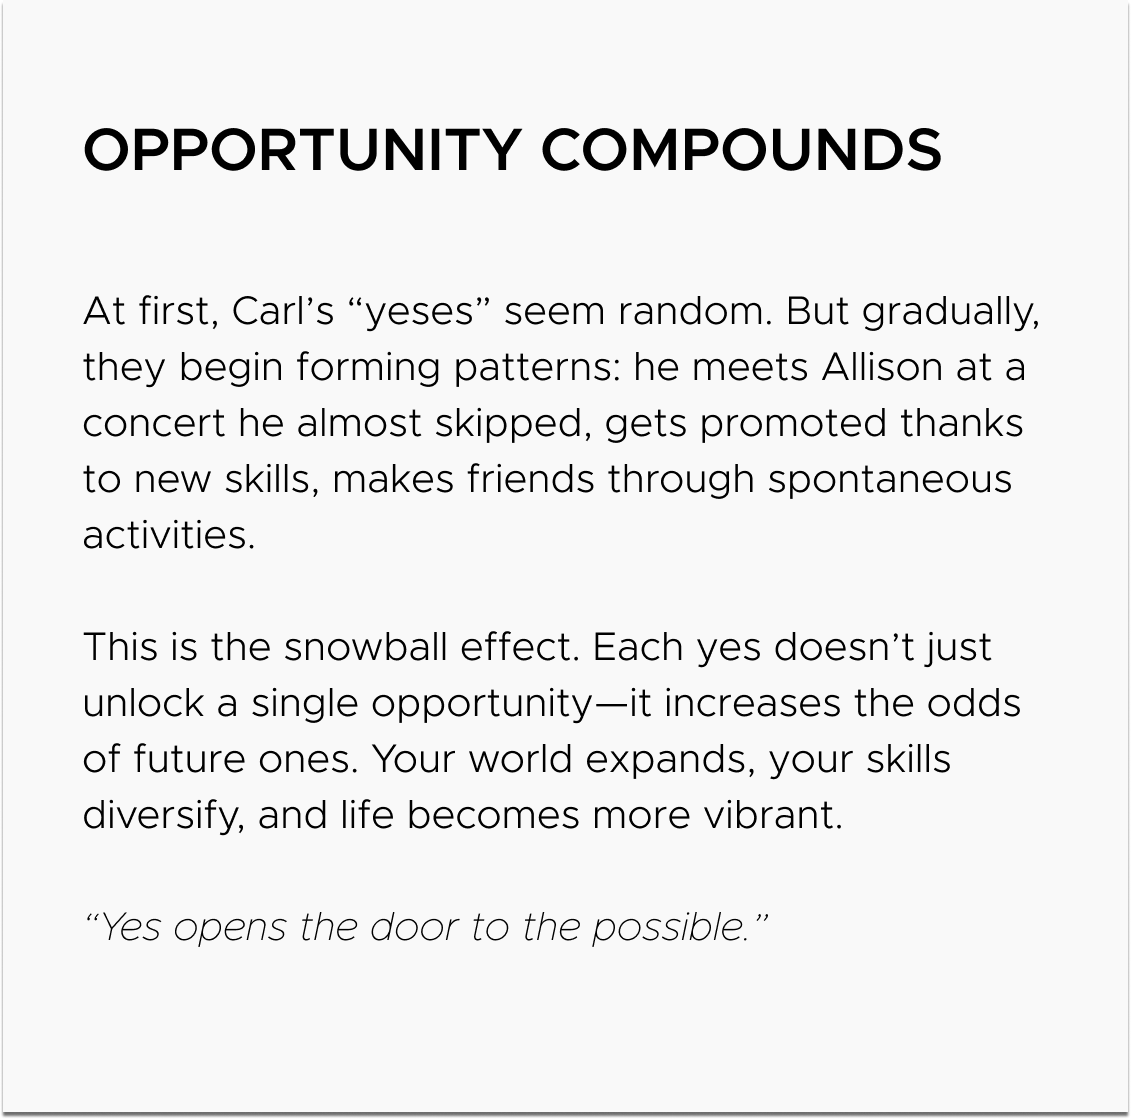 OPPORTUNITY COMPOUNDS
At first, Carl’s “yeses” seem random. But gradually,
they begin forming patterns: he meets Allison at a
concert he almost skipped, gets promoted thanks
to new skills, makes friends through spontaneous
activities.
This is the snowball effect. Each yes doesn’t just
unlock a single opportunity—it increases the odds
of future ones. Your world expands, your skills
diversify, and life becomes more vibrant.
“Yes opens the door to the possible.”